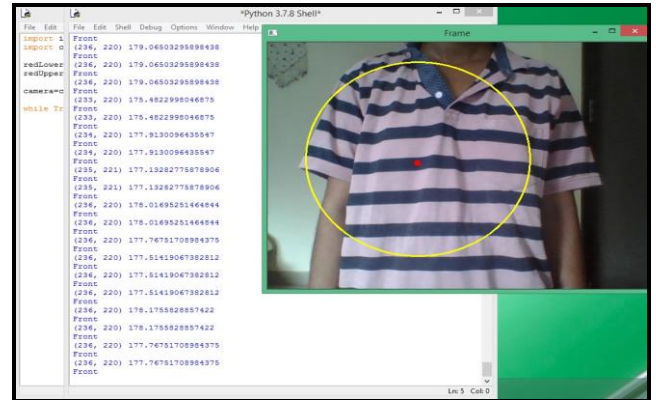 *Python 3.7.8 Shell*
File Edit
File Edit Shell Debug Options Window Help
Frame
import i
import o
redLower
redUpper
camera=c
while Tr
Front
(236, 220) 179.06503295898438
Front
(236, 220) 179.06503295898438
Front
(236, 220) 179.06503295898438
Front
(233, 220) 175.4822998046875
Front
(233, 220) 175.4822998046875
Front
(234, 220) 177.9130096435547
Front
(234, 220) 177.9130096435547
Front
(235, 221) 177.13282775878906
Front
(235, 221) 177.13282775878906
Front
(236, 220) 178.01695251464844
Front
(236, 220) 178.01695251464844
Front
(236, 220) 177.76751708984375
Front
(236, 220) 177.51419067382812
Front
(236, 220) 177.51419067382812
Front
(236, 220) 177.51419067382812
Front
(236, 220) 178.1755828857422
Front
(236, 220) 178.1755828857422
Front
(236, 220) 177.76751708984375
Front
(236, 220) 177.76751708984375
Front
Ln: 5 Col: 0